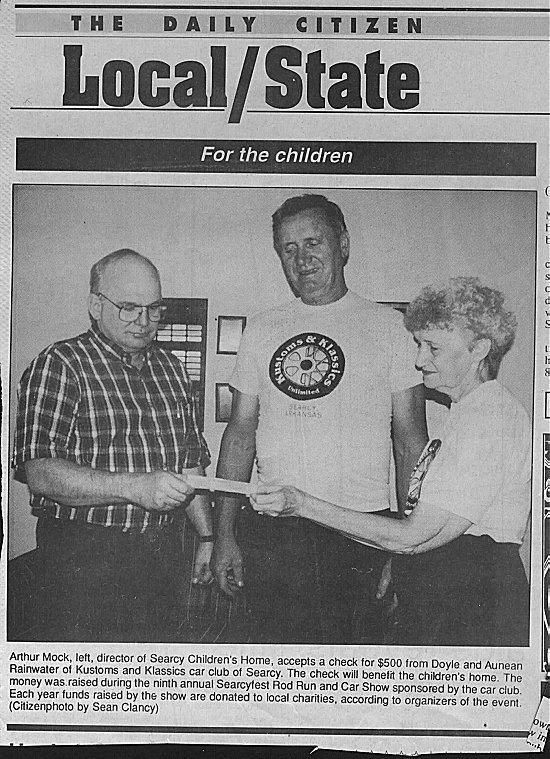 THE DAILY CITIZEN
Local/State
For the children
Kustoms & Klassics
Unlimited
SEARCY
ARKANSAS
Arthur Mock, left, director of Searcy Children's Home, accepts a check for $500 from Doyle and Aunean
Rainwater of Kustoms and Klassics car club of Searcy. The check will benefit the children's home. The
money was raised during the ninth annual Searcyfest Rod Run and Car Show sponsored by the car club.
Each year funds raised by the show are donated to local charities, according to organizers of the event.
(Citizenphoto by Sean Clancy)